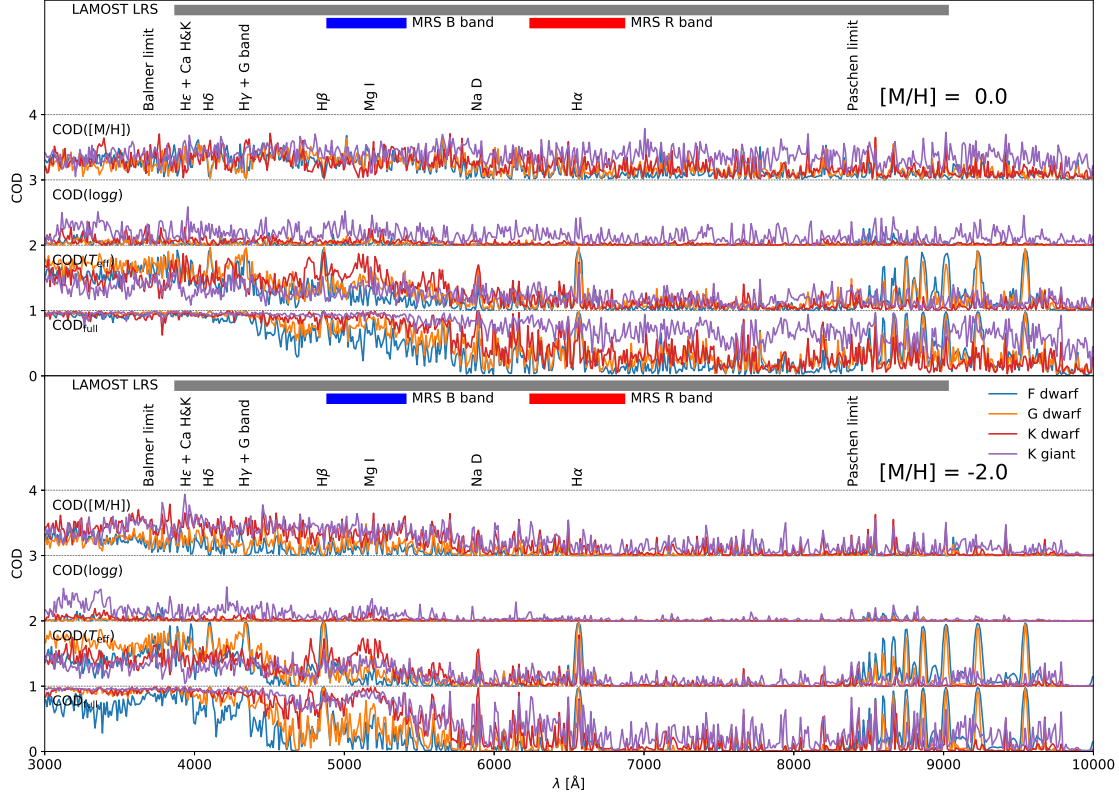 LAMOST LRS
MRS B band
MRS R band
Balmer limit
Hε + Ca H&K
Hδ
Hγ + G band
Hβ
Mg I
Na D
Hα
Paschen limit
[M/H] = 0.0
COD([M/H])
COD(logg)
COD(Teff)
CODfull
COD
4
3
2
1
0
LAMOST LRS
MRS B band
MRS R band
Balmer limit
Hε + Ca H&K
Hδ
Hγ + G band
Hβ
Mg I
Na D
Hα
Paschen limit
F dwarf
G dwarf
K dwarf
K giant
[M/H] = -2.0
COD([M/H])
COD(logg)
COD(Teff)
CODfull
COD
4
3
2
1
0
3000 4000 5000 6000 7000 8000 9000 10000
λ [Å]